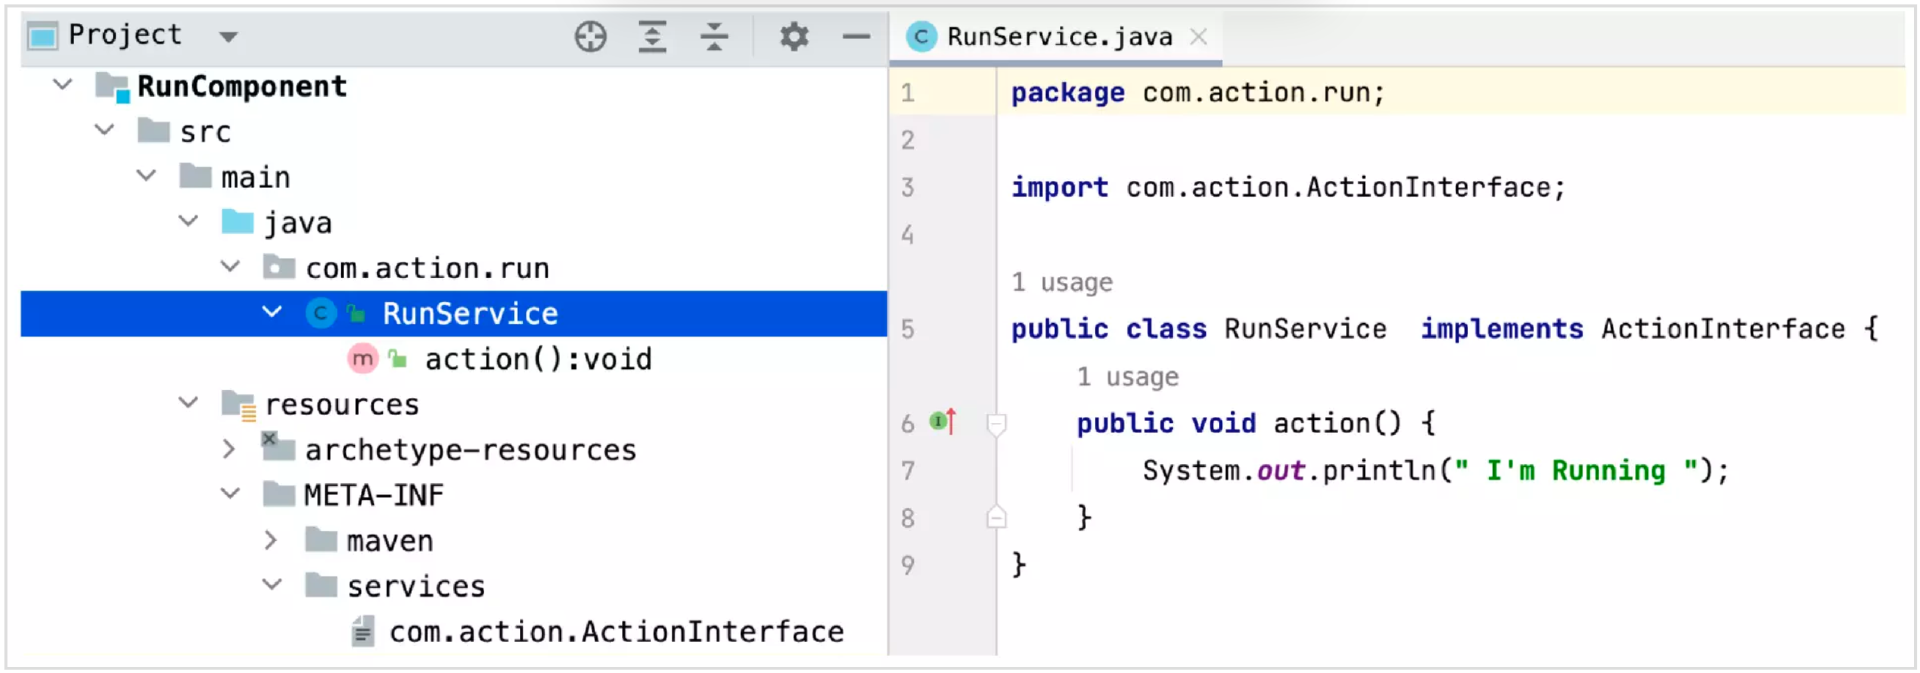 Project
RunComponent
src
main
java
com.action.run
C RunService
m action():void
resources
archetype-resources
META-INF
maven
services
com.action.ActionInterface
C RunService.java
1 package com.action.run;
2
3 import com.action.ActionInterface;
4
1 usage
5 public class RunService  implements ActionInterface {
1 usage
6 I public void action() {
7 System.out.println(" I'm Running ");
8 }
9 }